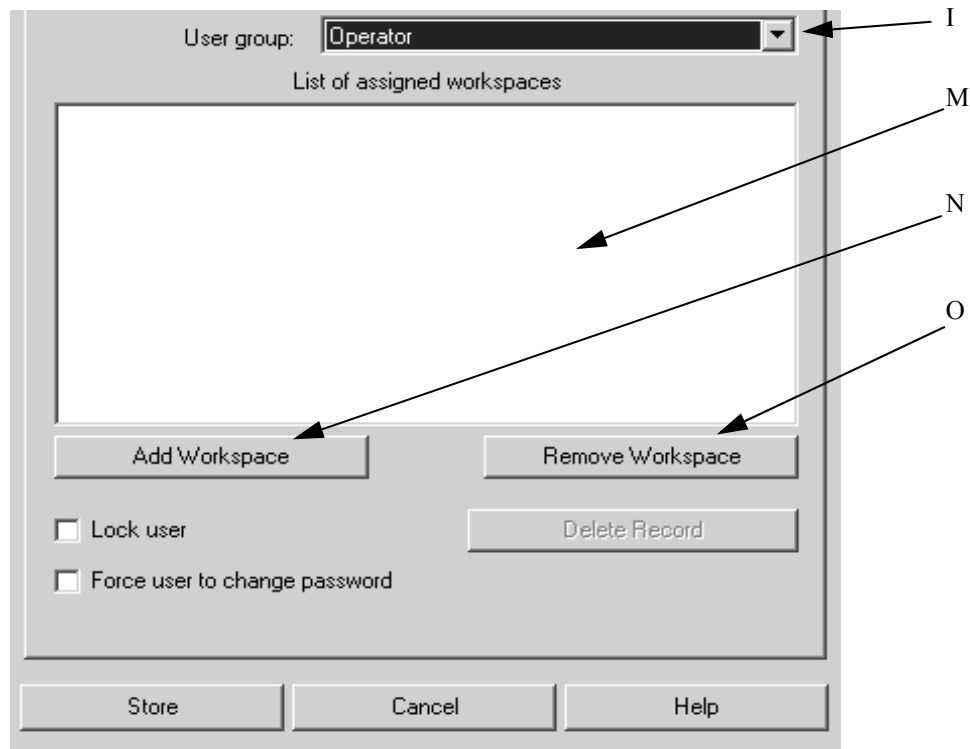 User group: Operator I
List of assigned workspaces
M
N
O
Add Workspace Remove Workspace
Lock user Delete Record
Force user to change password
Store Cancel Help